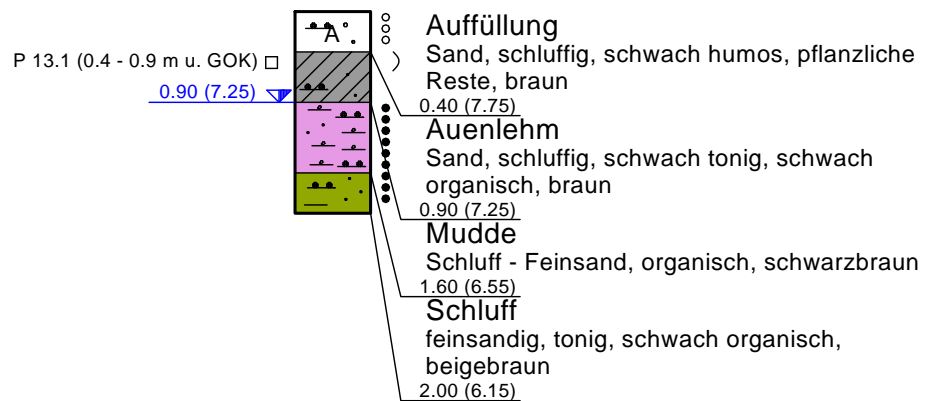 A
Auffüllung
Sand, schluffig, schwach humos, pflanzliche
Reste, braun
0.40 (7.75)
P 13.1 (0.4 - 0.9 m u. GOK)
0.90 (7.25)
Auenlehm
Sand, schluffig, schwach tonig, schwach
organisch, braun
0.90 (7.25)
Mudde
Schluff - Feinsand, organisch, schwarzbraun
1.60 (6.55)
Schluff
feinsandig, tonig, schwach organisch,
beigebraun
2.00 (6.15)